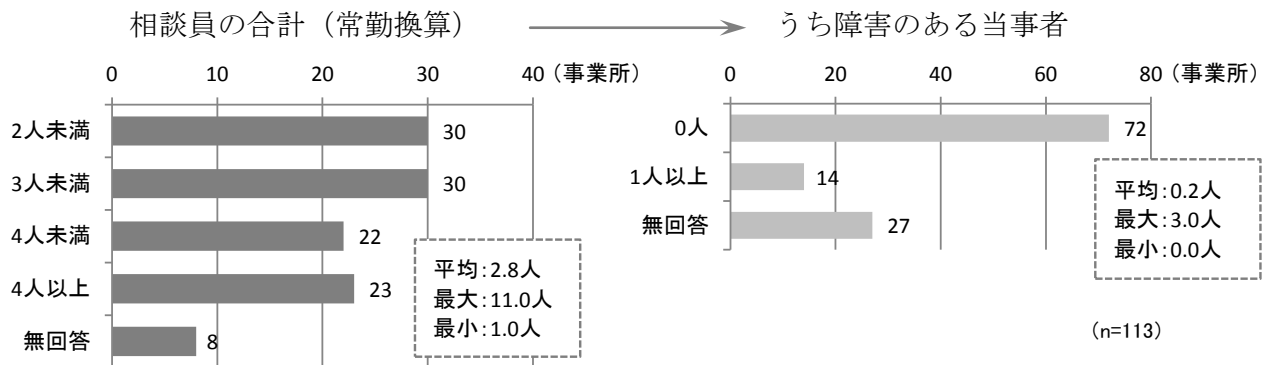 相談員の合計（常勤換算）
0 10 20 30 40（事業所）
2人未満 30
3人未満 30
4人未満 22
4人以上 23
無回答 8
平均：2.8人
最大：11.0人
最小：1.0人
うち障害のある当事者
0 20 40 60 80（事業所）
0人 72
1人以上 14
無回答 27
平均：0.2人
最大：3.0人
最小：0.0人
（n=113）